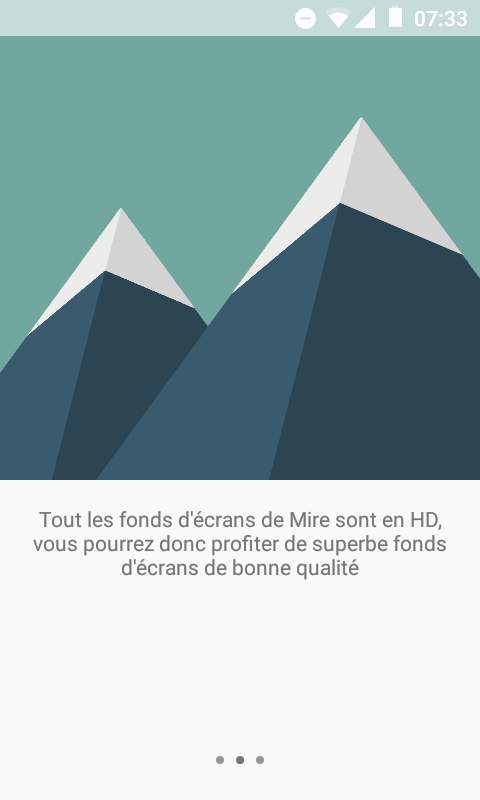 07:33
Tout les fonds d'écrans de Mire sont en HD,
vous pourrez donc profiter de superbe fonds
d'écrans de bonne qualité